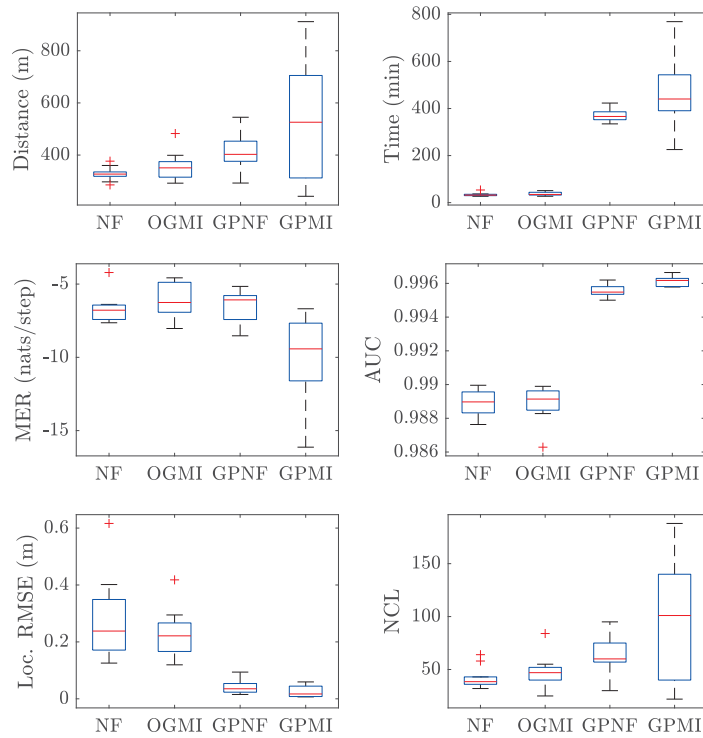 Distance (m)
800
600
400
NF OGMI GPNF GPMI
Time (min)
800
600
400
200
0
NF OGMI GPNF GPMI
MER (nats/step)
-5
-10
-15
NF OGMI GPNF GPMI
AUC
0.996
0.994
0.992
0.99
0.988
0.986
NF OGMI GPNF GPMI
Loc. RMSE (m)
0.6
0.4
0.2
0
NF OGMI GPNF GPMI
NCL
150
100
50
NF OGMI GPNF GPMI